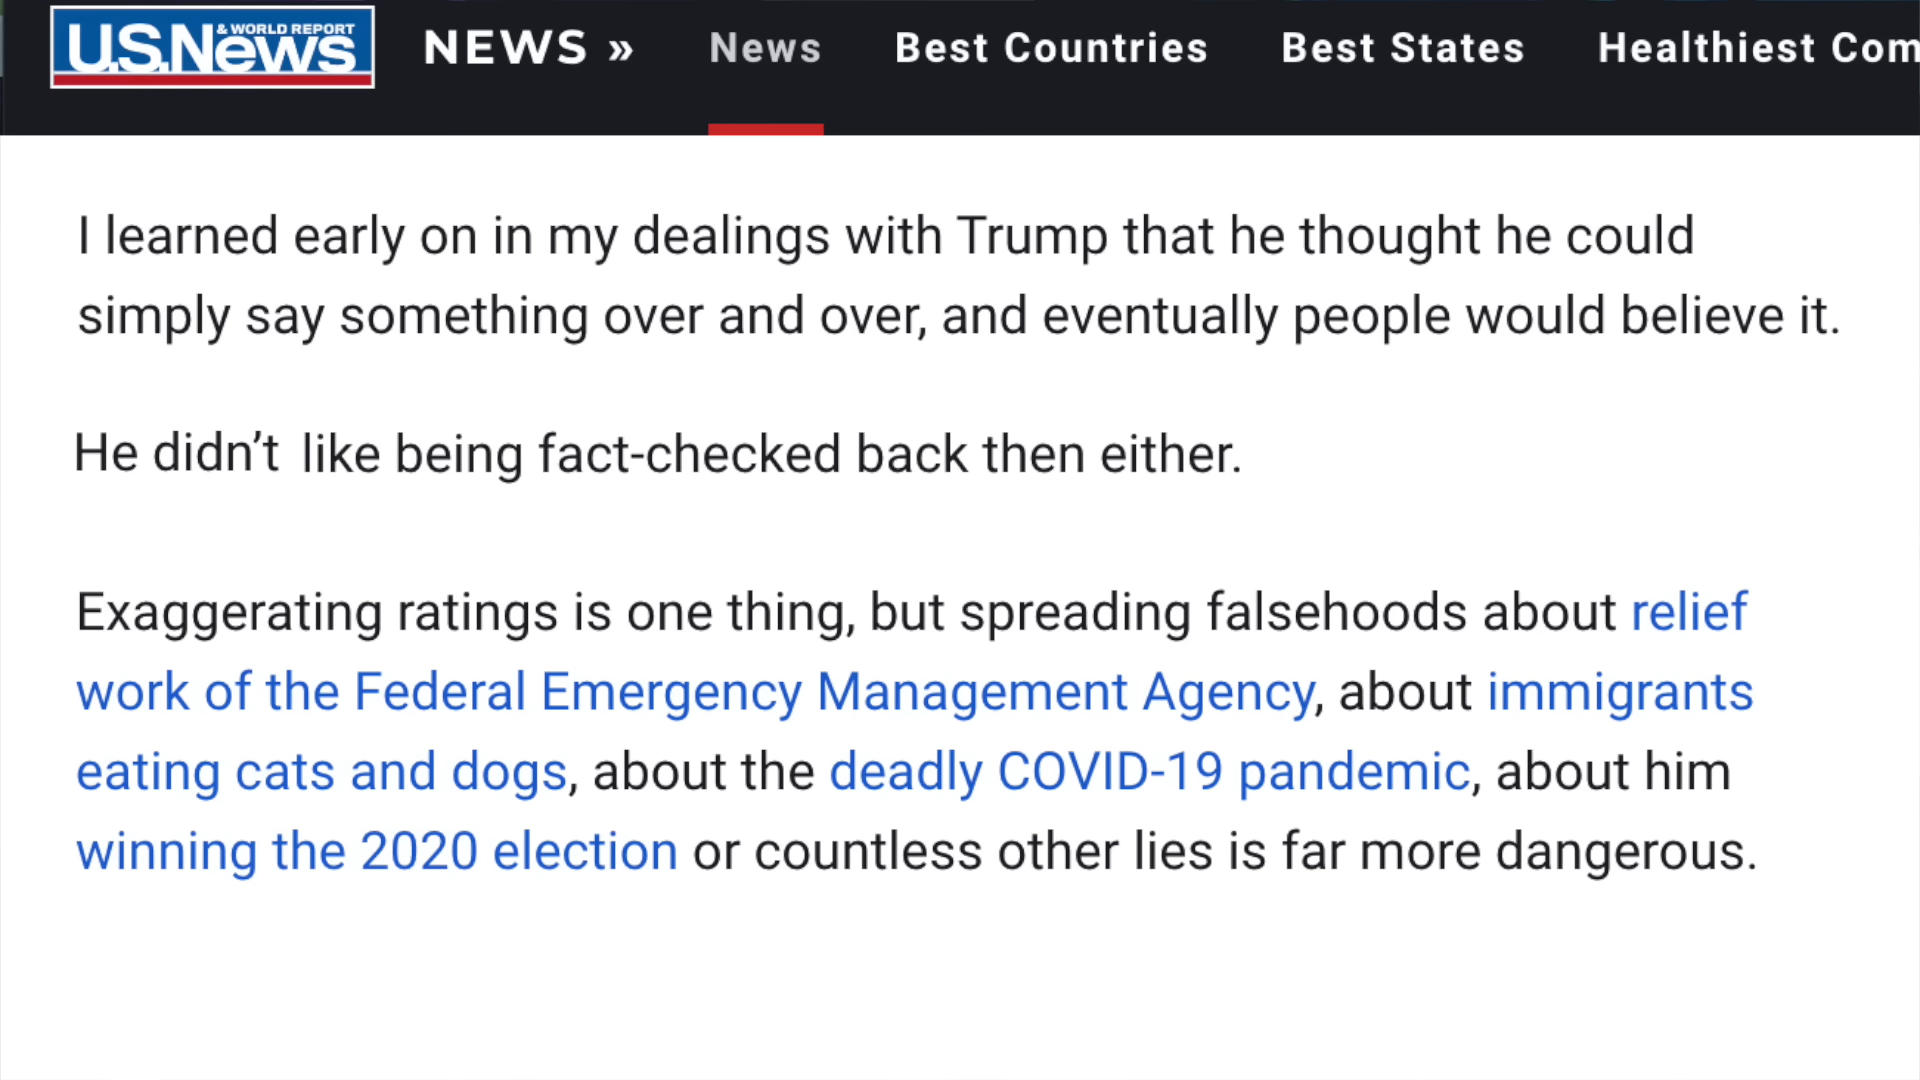 U.S.News & WORLD REPORT
NEWS » News Best Countries Best States Healthiest Com
I learned early on in my dealings with Trump that he thought he could
simply say something over and over, and eventually people would believe it.
He didn’t like being fact-checked back then either.
Exaggerating ratings is one thing, but spreading falsehoods about relief
work of the Federal Emergency Management Agency, about immigrants
eating cats and dogs, about the deadly COVID-19 pandemic, about him
winning the 2020 election or countless other lies is far more dangerous.